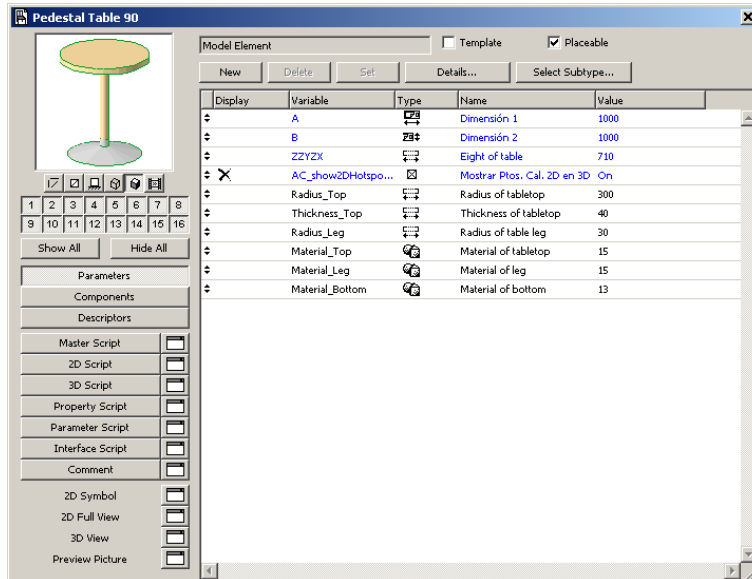 Pedestal Table 90
Model Element
Template
Placeable
New
Delete
Set
Details...
Select Subtype...
Display Variable Type Name Value
A Dimensión 1 1000
B Dimensión 2 1000
ZZYZX Eight of table 710
AC_show2DHotspo... Mostrar Ptos. Cal. 2D en 3D On
Radius_Top Radius of tabletop 300
Thickness_Top Thickness of tabletop 40
Radius_Leg Radius of table leg 30
Material_Top Material of tabletop 15
Material_Leg Material of leg 15
Material_Bottom Material of bottom 13
1 2 3 4 5 6 7 8
9 10 11 12 13 14 15 16
Show All
Hide All
Parameters
Components
Descriptors
Master Script
2D Script
3D Script
Property Script
Parameter Script
Interface Script
Comment
2D Symbol
2D Full View
3D View
Preview Picture